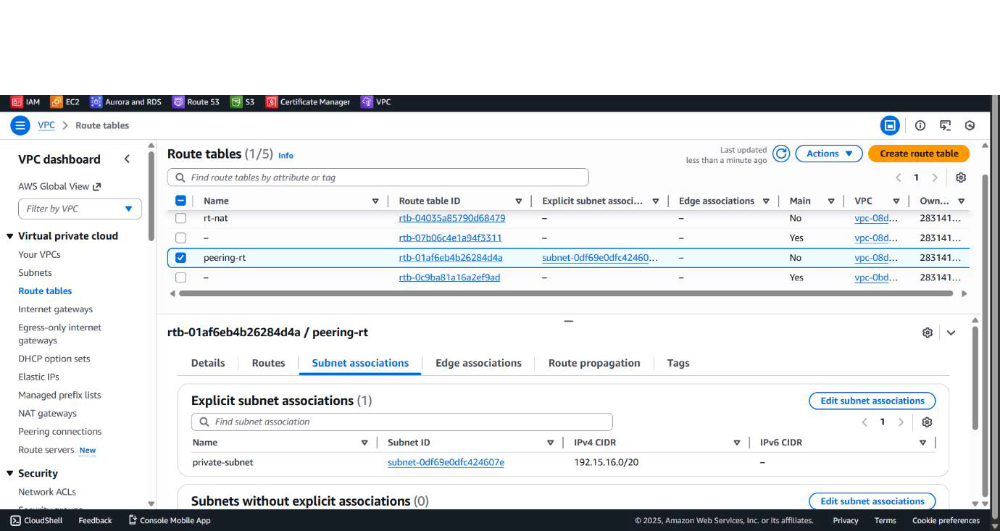 IAM EC2 Aurora and RDS Route 53 S3 Certificate Manager VPC
VPC > Route tables
VPC dashboard
AWS Global View
Filter by VPC
Virtual private cloud
Your VPCs
Subnets
Route tables
Internet gateways
Egress-only internet
gateways
DHCP option sets
Elastic IPs
Managed prefix lists
NAT gateways
Peering connections
Route servers New
Security
Network ACLs
Route tables (1/5) Info
Last updated
less than a minute ago
Actions
Create route table
Find route tables by attribute or tag
1
Name Route table ID Explicit subnet associ... Edge associations Main VPC Own...
rt-nat rtb-04035a85790d68479 – – No vpc-08d... 283141...
– rtb-07b06c4e1a94f3311 – – Yes vpc-08d... 283141...
peering-rt rtb-01af6eb4b26284d4a subnet-0df69e0dfc42460... – No vpc-08d... 283141...
– rtb-0c9ba81a16a2ef9ad – – Yes vpc-0bd... 283141...
rtb-01af6eb4b26284d4a / peering-rt
Details Routes Subnet associations Edge associations Route propagation Tags
Explicit subnet associations (1)
Edit subnet associations
Find subnet association
1
Name Subnet ID IPv4 CIDR IPv6 CIDR
private-subnet subnet-0df69e0dfc424607e 192.15.16.0/20 –
Subnets without explicit associations (0)
Edit subnet associations
CloudShell Feedback Console Mobile App © 2025, Amazon Web Services, Inc. or its affiliates. Privacy Terms Cookie preferences